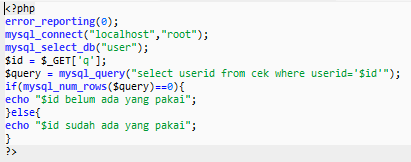 <?php
error_reporting(0);
mysql_connect("localhost","root");
mysql_select_db("user");
$id = $_GET['q'];
$query = mysql_query("select userid from cek where userid='$id'");
if(mysql_num_rows($query)==0){
echo "$id belum ada yang pakai";
}else{
echo "$id sudah ada yang pakai";
}
?>